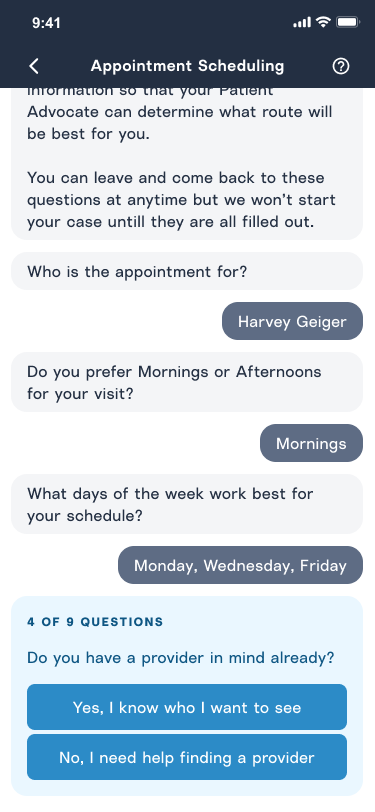 9:41
Appointment Scheduling
information so that your Patient
Advocate can determine what route will
be best for you.
You can leave and come back to these
questions at anytime but we won't start
your case untill they are all filled out.
Who is the appointment for?
Harvey Geiger
Do you prefer Mornings or Afternoons
for your visit?
Mornings
What days of the week work best for
your schedule?
Monday, Wednesday, Friday
4 OF 9 QUESTIONS
Do you have a provider in mind already?
Yes, I know who I want to see
No, I need help finding a provider